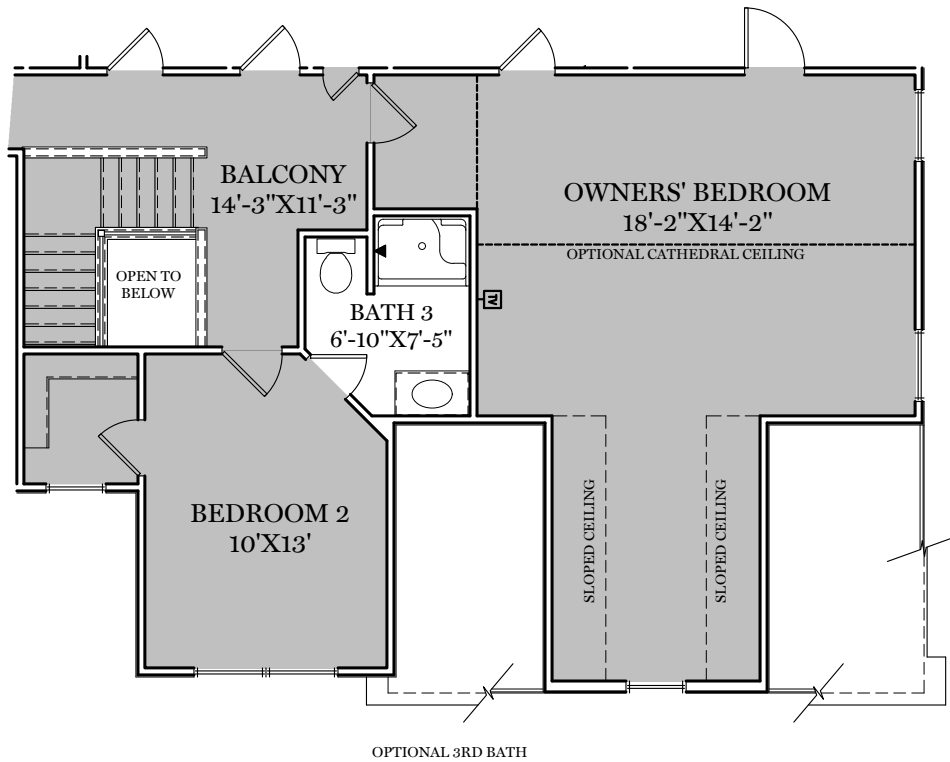 BALCONY
14'-3"X11'-3"
OWNERS' BEDROOM
18'-2"X14'-2"
OPTIONAL CATHEDRAL CEILING
OPEN TO
BELOW
TV
BATH 3
6'-10"X7'-5"
BEDROOM 2
10'X13'
SLOPED CEILING
SLOPED CEILING
OPTIONAL 3RD BATH